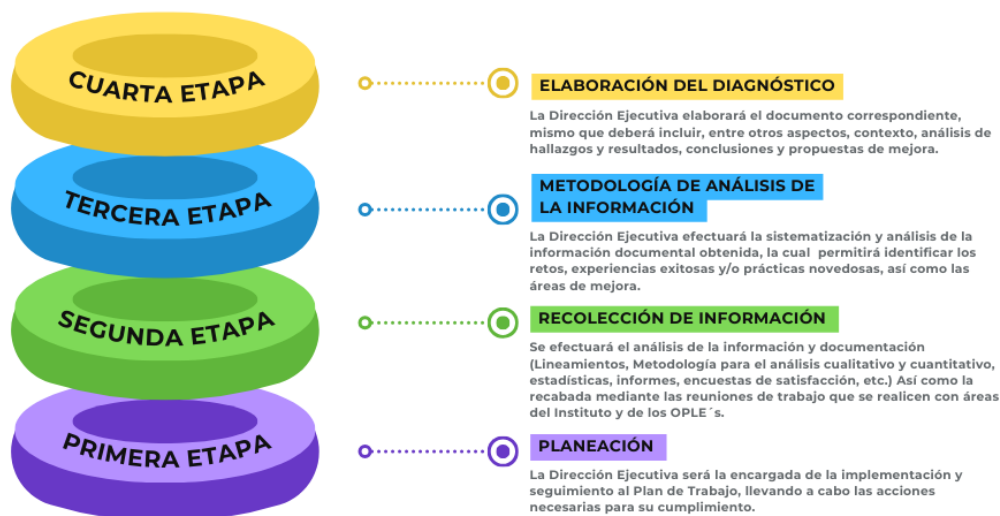 CUARTA ETAPA
ELABORACIÓN DEL DIAGNÓSTICO
La Dirección Ejecutiva elaborará el documento correspondiente,
mismo que deberá incluir, entre otros aspectos, contexto, análisis de
hallazgos y resultados, conclusiones y propuestas de mejora.
TERCERA ETAPA
METODOLOGÍA DE ANÁLISIS DE
LA INFORMACIÓN
La Dirección Ejecutiva efectuará la sistematización y análisis de la
información documental obtenida, la cual permitirá identificar los
retos, experiencias exitosas y/o prácticas novedosas, así como las
áreas de mejora.
SEGUNDA ETAPA
RECOLECCIÓN DE INFORMACIÓN
Se efectuará el análisis de la información y documentación
(Lineamientos, Metodología para el análisis cualitativo y cuantitativo,
estadísticas, informes, encuestas de satisfacción, etc.) Así como la
recabada mediante las reuniones de trabajo que se realicen con áreas
del Instituto y de los OPLE´s.
PRIMERA ETAPA
PLANEACIÓN
La Dirección Ejecutiva será la encargada de la implementación y
seguimiento al Plan de Trabajo, llevando a cabo las acciones
necesarias para su cumplimiento.